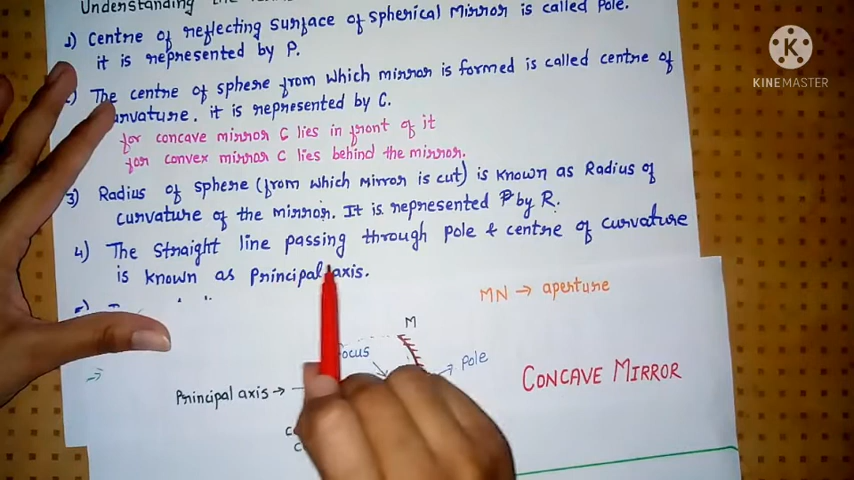 Understanding the
1) Centre of reflecting surface of spherical mirror is called Pole.
it is represented by P.
2) The centre of sphere from which mirror is formed is called centre of
curvature. it is represented by C.
for concave mirror C lies in front of it
for convex mirror C lies behind the mirror.
3) Radius of sphere (from which mirror is cut) is known as Radius of
curvature of the mirror. It is represented by R.
4) The straight line passing through pole & centre of curvature
is known as Principal axis.
5)
MN → aperture
M
Focus
Pole
CONCAVE MIRROR
Principal axis →
KINEMASTER